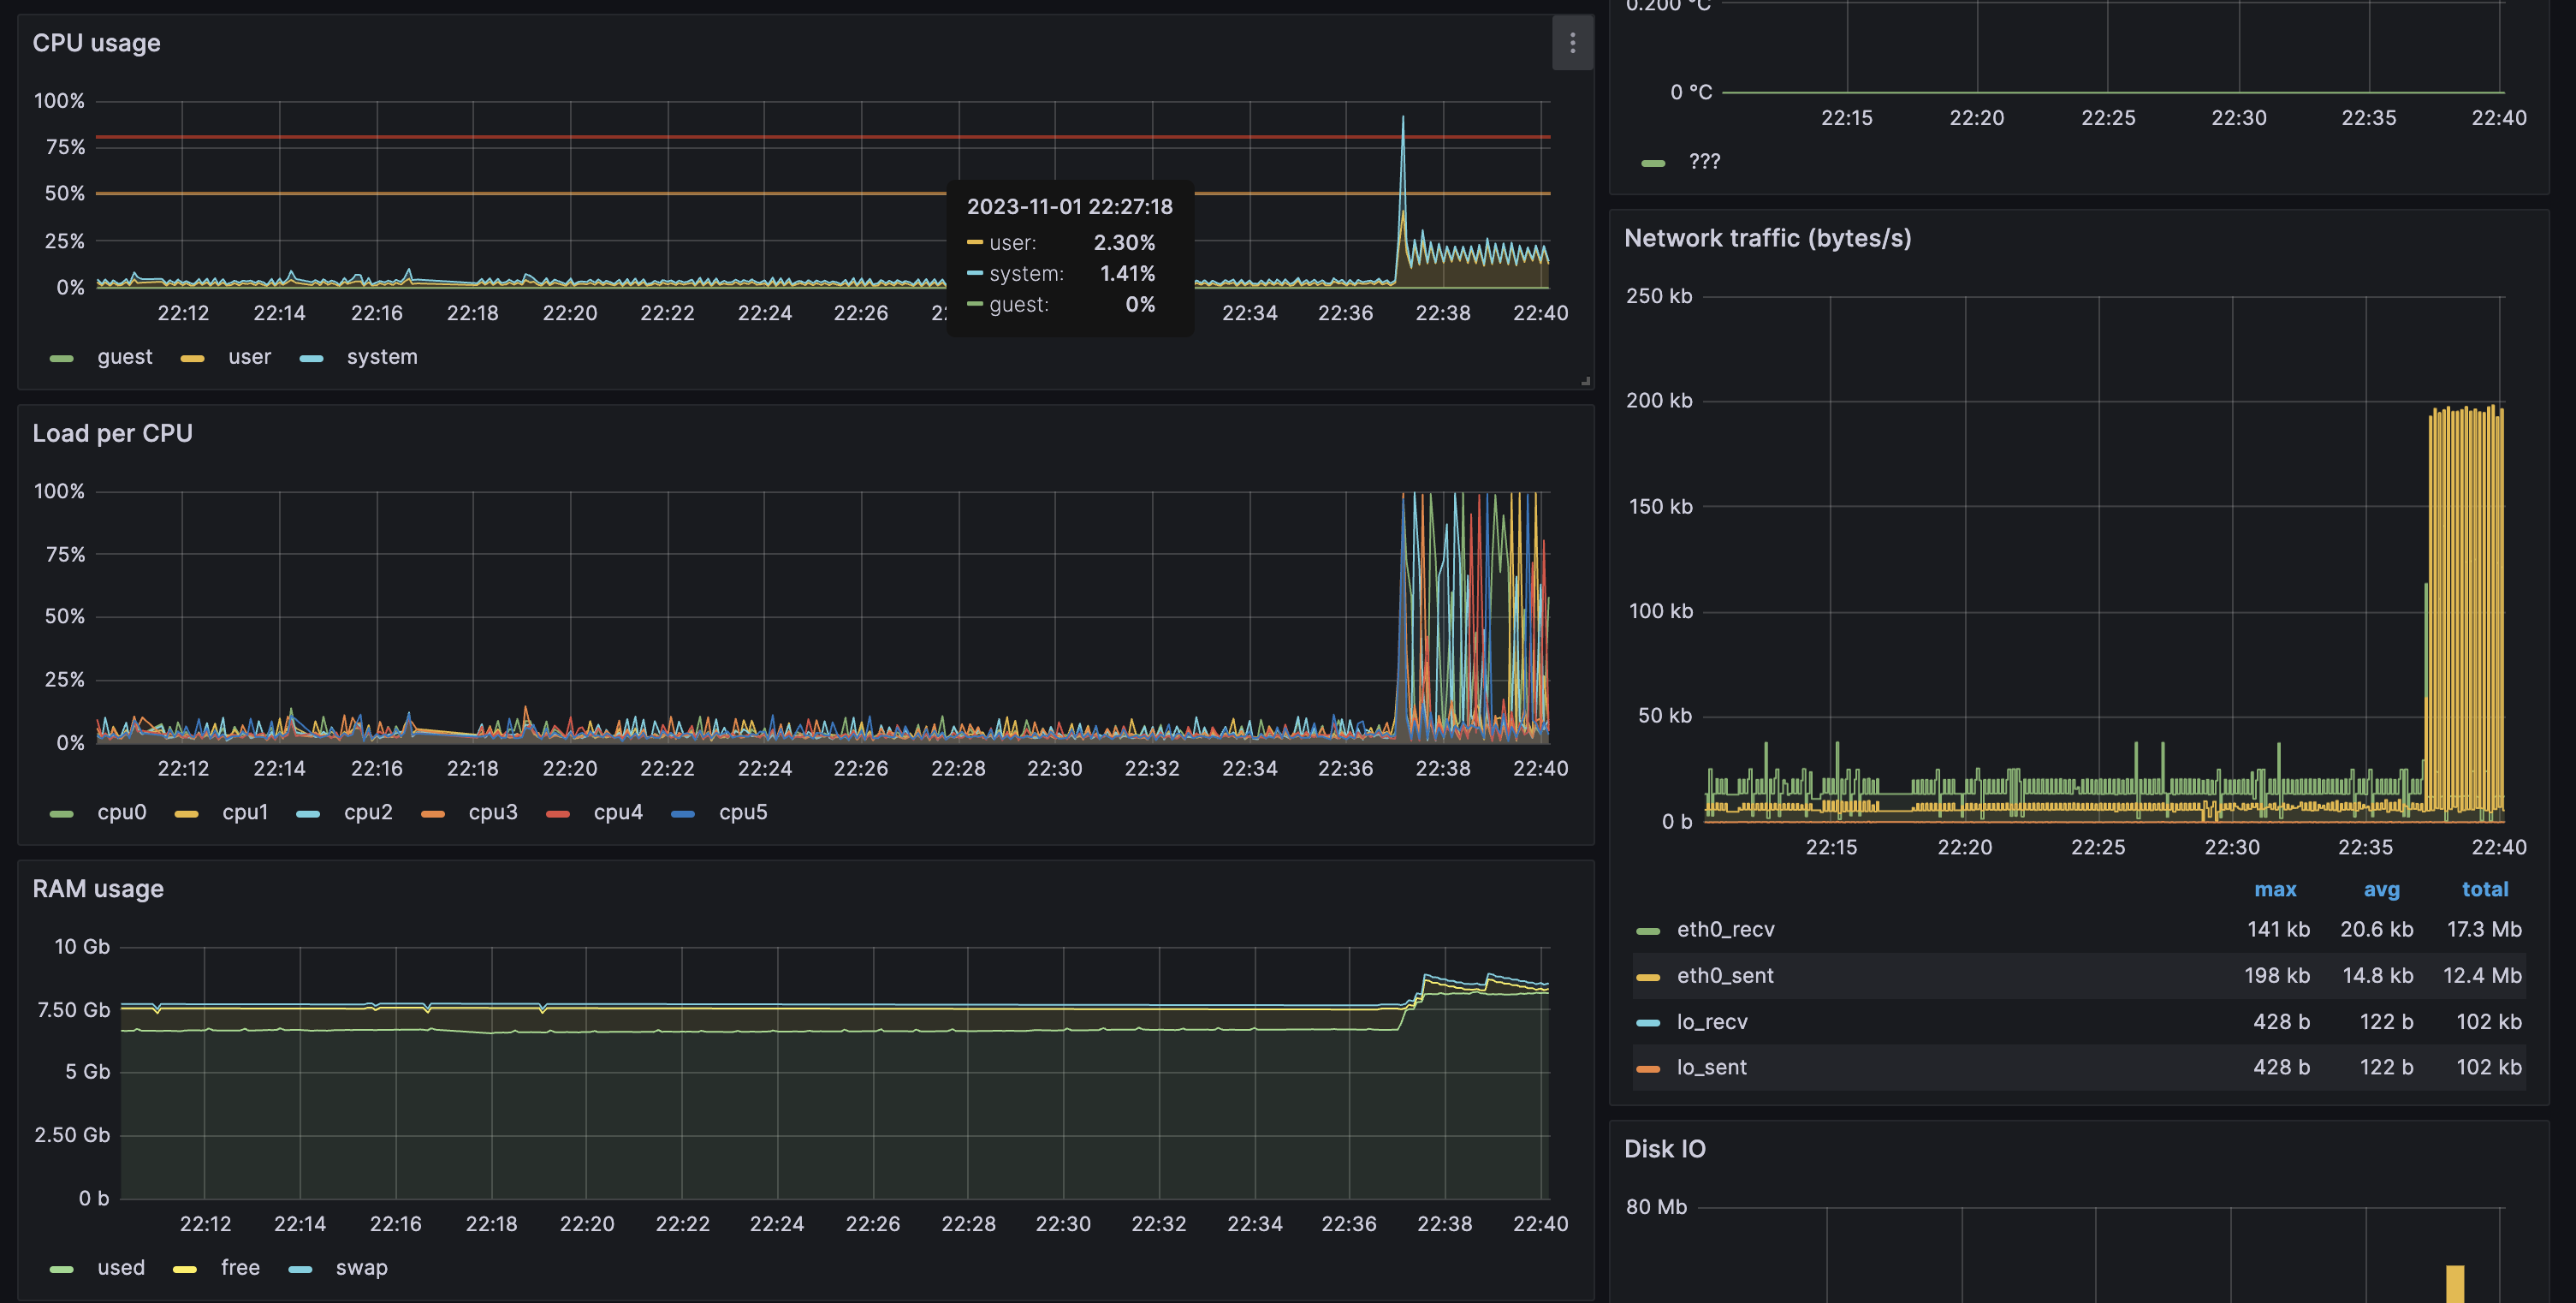 CPU usage
100%
75%
50%
25%
0%
22:12 22:14 22:16 22:18 22:20 22:22 22:24 22:26 22:34 22:36 22:38 22:40
2023-11-01 22:27:18
user: 2.30%
system: 1.41%
guest: 0%
guest user system
Load per CPU
100%
75%
50%
25%
0%
22:12 22:14 22:16 22:18 22:20 22:22 22:24 22:26 22:28 22:30 22:32 22:34 22:36 22:38 22:40
cpu0 cpu1 cpu2 cpu3 cpu4 cpu5
RAM usage
10 Gb
7.50 Gb
5 Gb
2.50 Gb
0 b
22:12 22:14 22:16 22:18 22:20 22:22 22:24 22:26 22:28 22:30 22:32 22:34 22:36 22:38 22:40
used free swap
0.200 °C
0 °C
22:15 22:20 22:25 22:30 22:35 22:40
???
Network traffic (bytes/s)
250 kb
200 kb
150 kb
100 kb
50 kb
0 b
22:15 22:20 22:25 22:30 22:35 22:40
max avg total
eth0_recv 141 kb 20.6 kb 17.3 Mb
eth0_sent 198 kb 14.8 kb 12.4 Mb
lo_recv 428 b 122 b 102 kb
lo_sent 428 b 122 b 102 kb
Disk IO
80 Mb